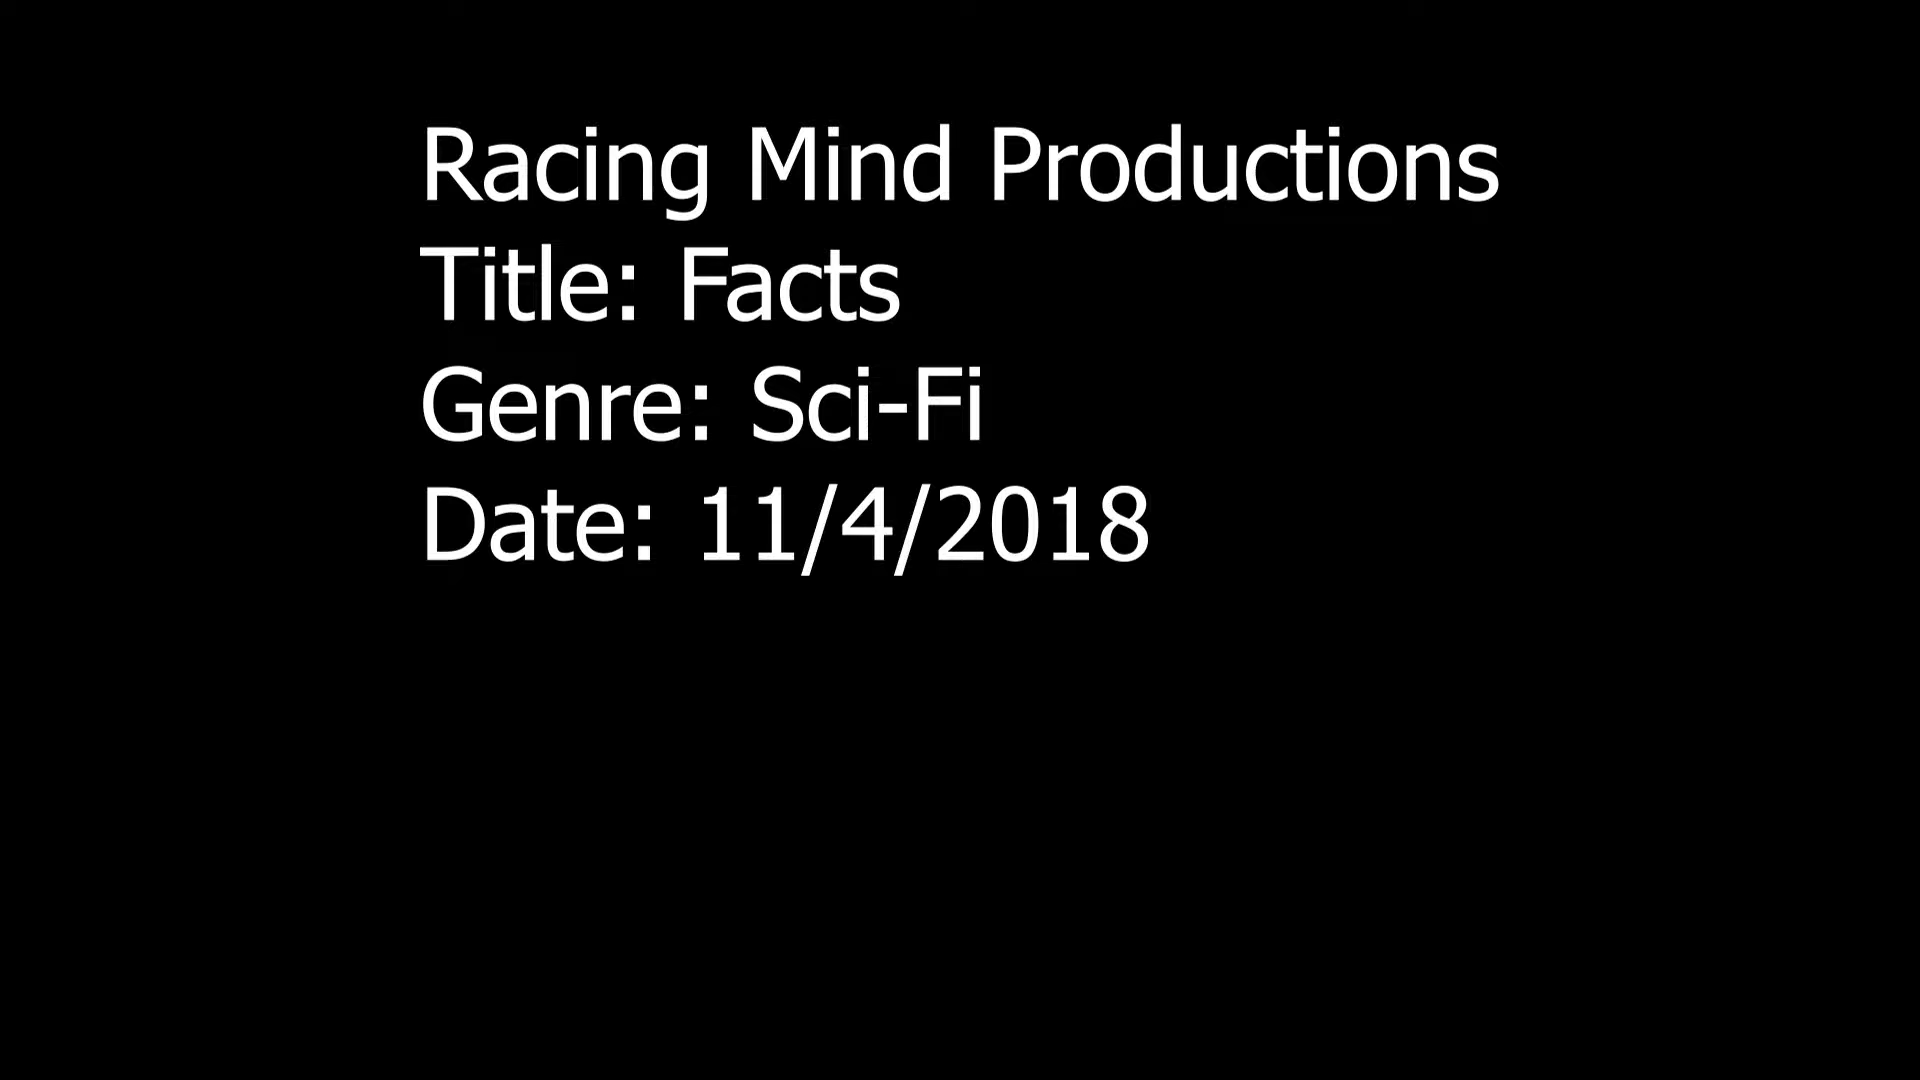 Racing Mind Productions
Title: Facts
Genre: Sci-Fi
Date: 11/4/2018